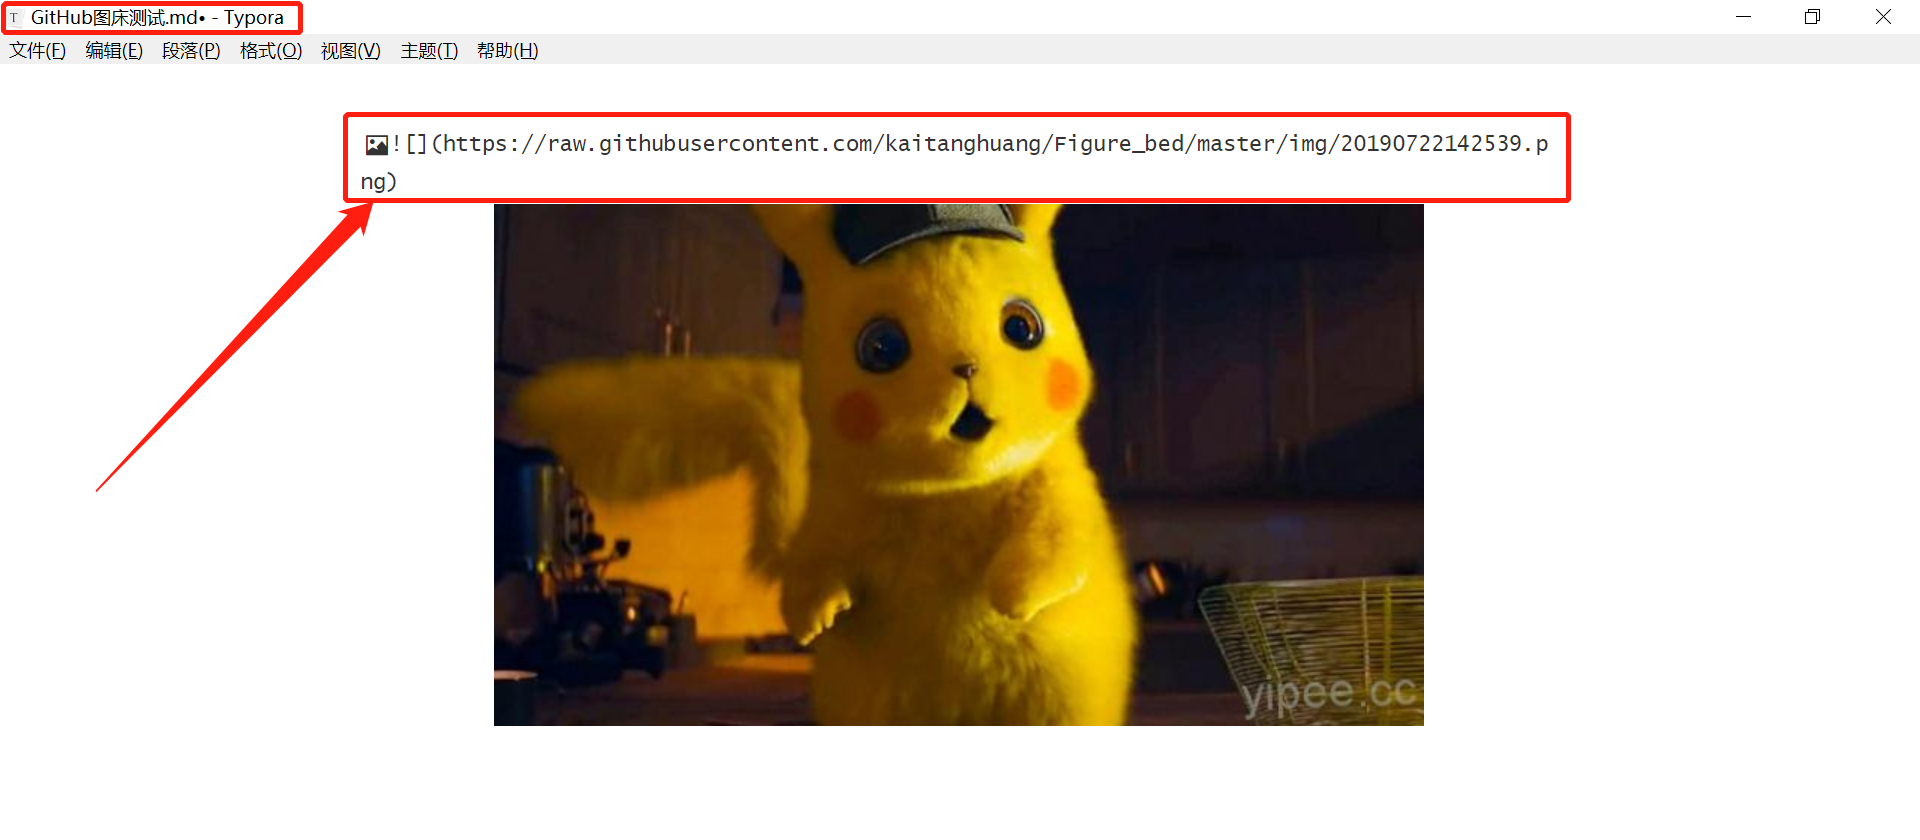 T GitHub图床测试.md• - Typora
文件(F) 编辑(E) 段落(P) 格式(O) 视图(V) 主题(T) 帮助(H)
![](https://raw.githubusercontent.com/kaitanghuang/Figure_bed/master/img/20190722142539.p
ng)
yipee.cc